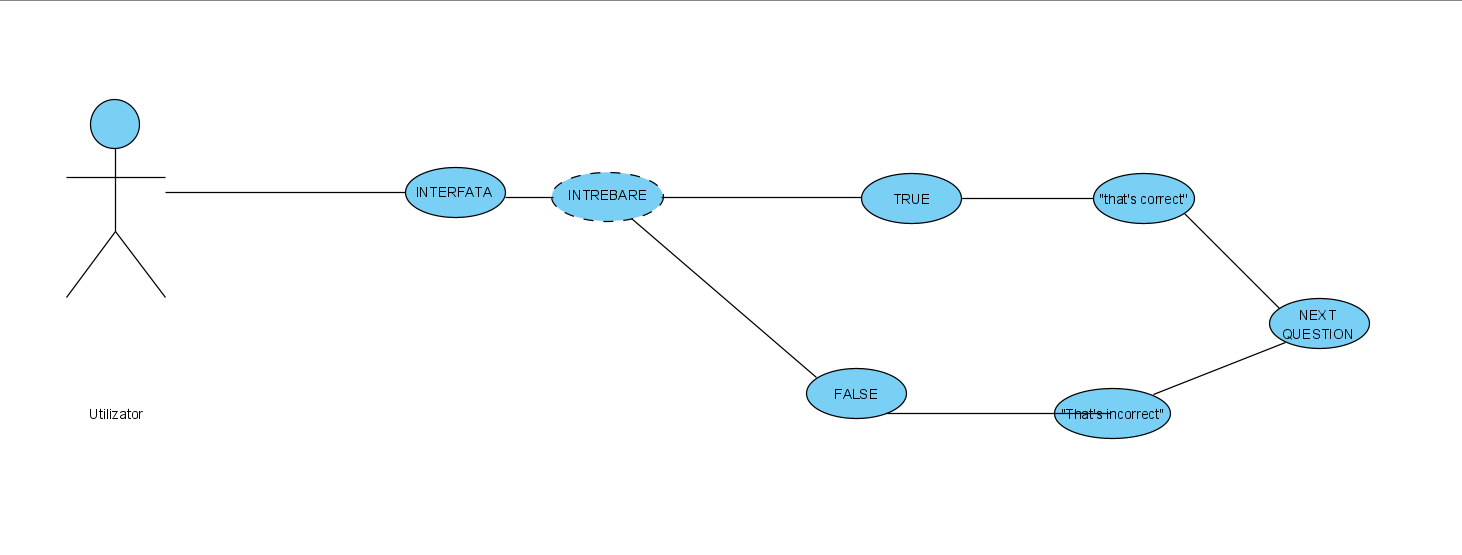 INTERFATA
INTREBARE
TRUE
"that's correct"
NEXT
QUESTION
FALSE
"That's incorrect"
Utilizator